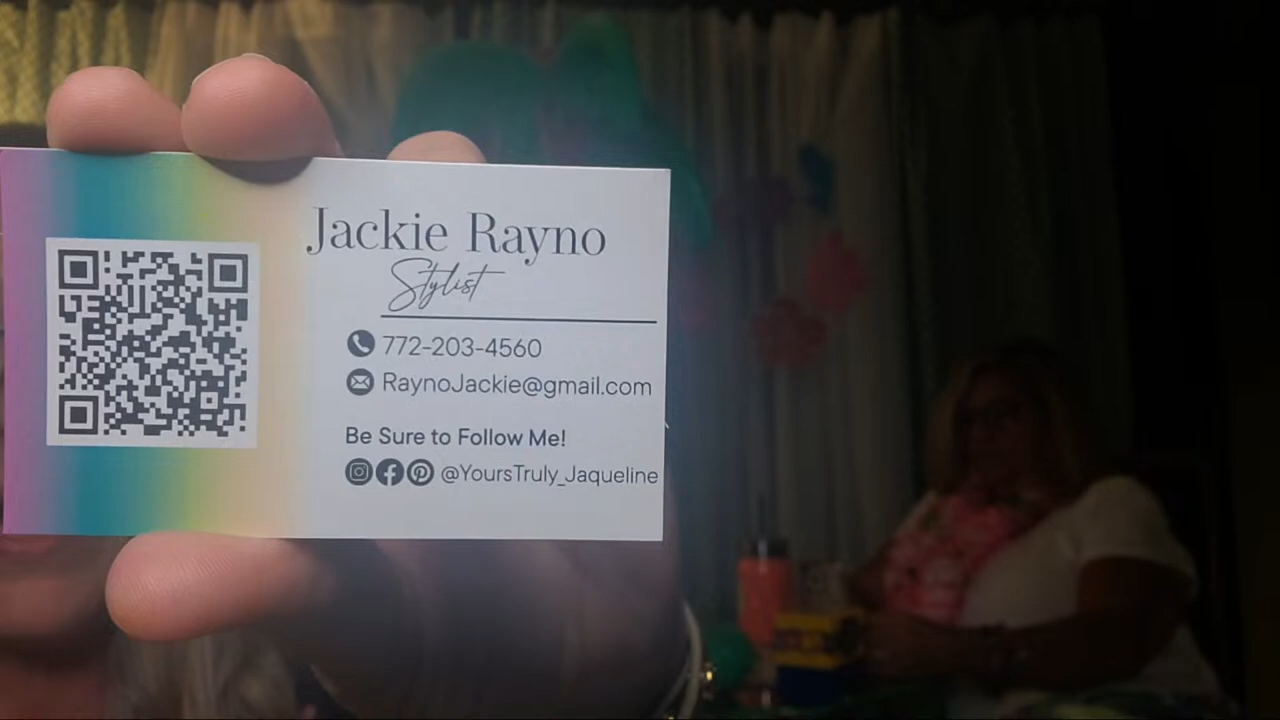 Jackie Rayno
Stylist
772-203-4560
RaynoJackie@gmail.com
Be Sure to Follow Me!
@YoursTruly_Jaqueline